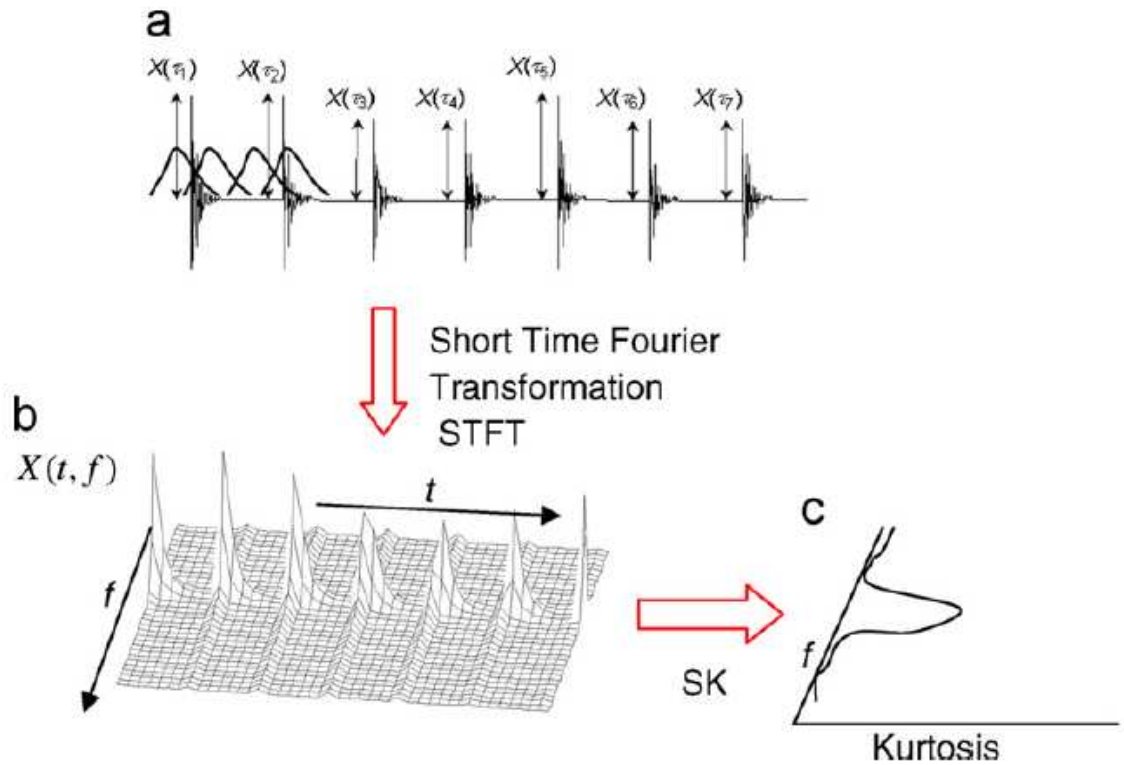 a
X(τ₁) X(τ₂) X(τ₃) X(τ₄) X(τ₅) X(τ₆) X(τ₇)
Short Time Fourier
Transformation
STFT
b
X(t, f)
t
f
c
f
SK
Kurtosis